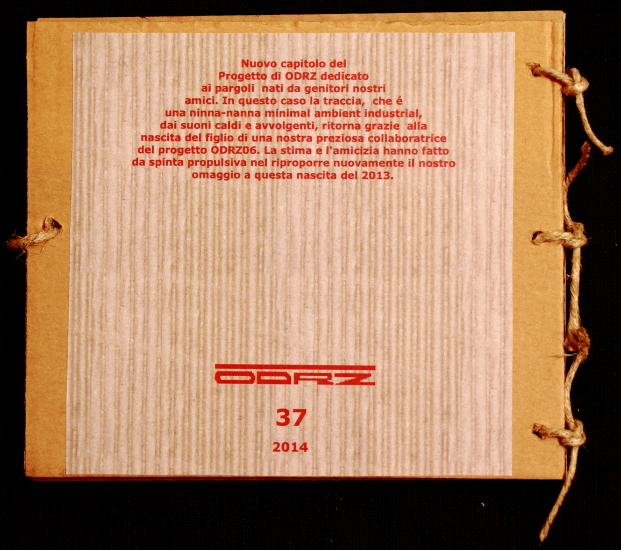 Nuovo capitolo del
Progetto di ODRZ dedicato
ai pargoli nati da genitori nostri
amici. In questo caso la traccia, che é
una ninna-nanna minimal ambient industrial,
dai suoni caldi e avvolgenti, ritorna grazie alla
nascita del figlio di una nostra preziosa collaboratrice
del progetto ODRZ06. La stima e l'amicizia hanno fatto
da spinta propulsiva nel riproporre nuovamente il nostro
omaggio a questa nascita del 2013.
ODRZ
37
2014